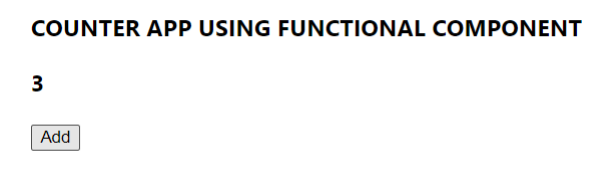 COUNTER APP USING FUNCTIONAL COMPONENT
3
Add